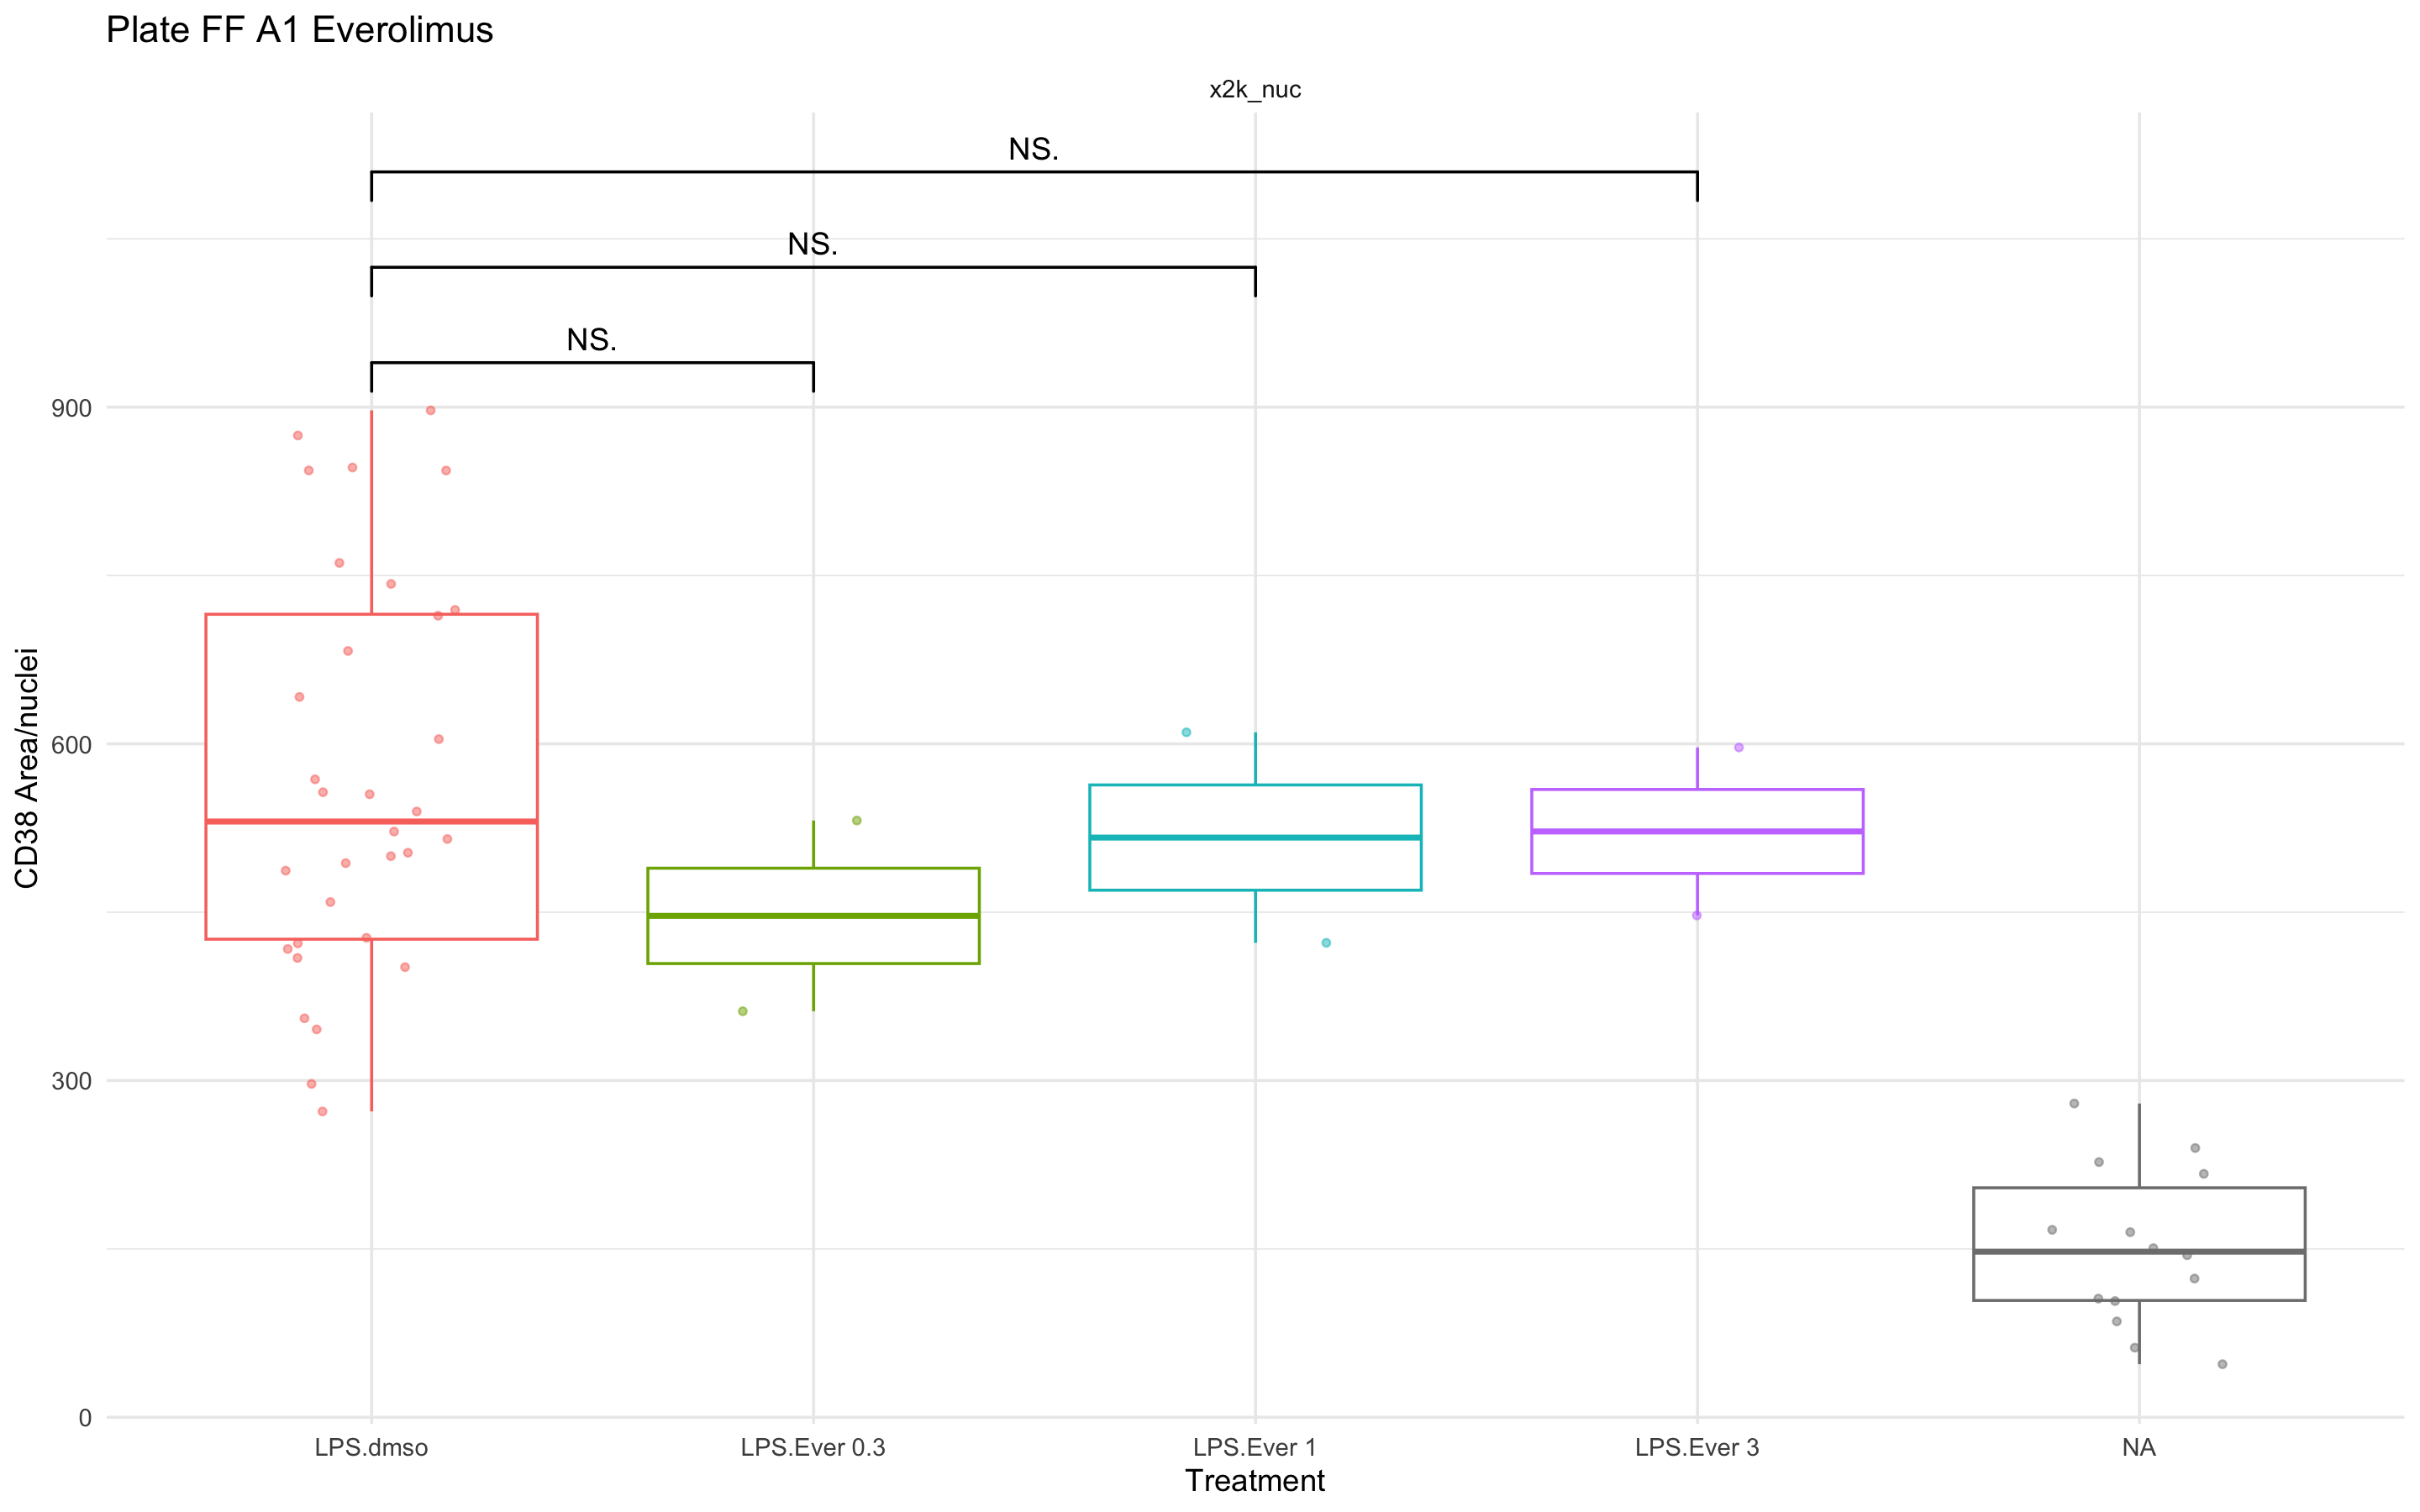 Plate FF A1 Everolimus
x2k_nuc
NS.
NS.
NS.
CD38 Area/nuclei
900
600
300
0
LPS.dmso
LPS.Ever 0.3
LPS.Ever 1
LPS.Ever 3
NA
Treatment